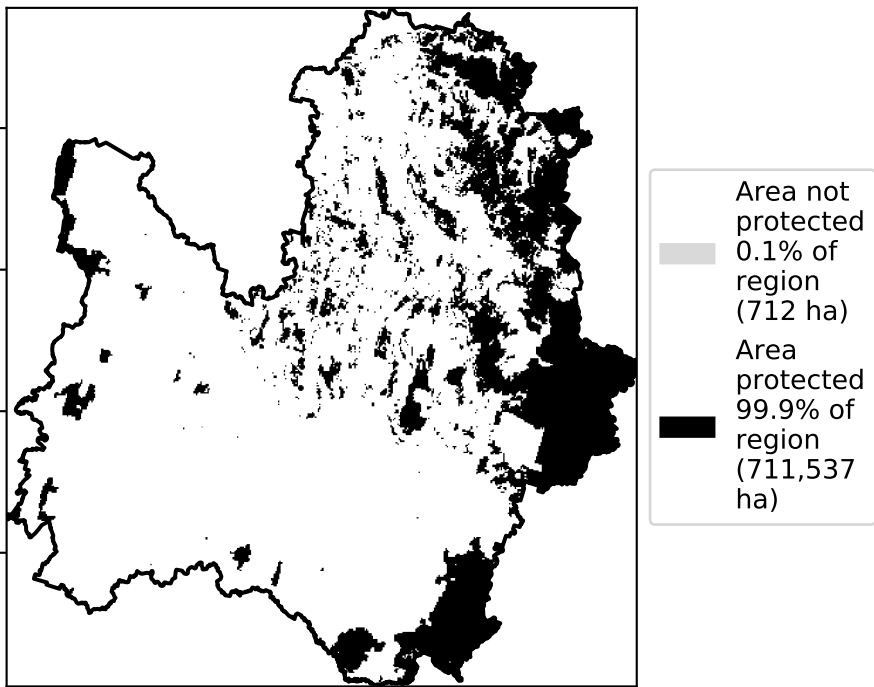 Area not
protected
0.1% of
region
(712 ha)
Area
protected
99.9% of
region
(711,537
ha)